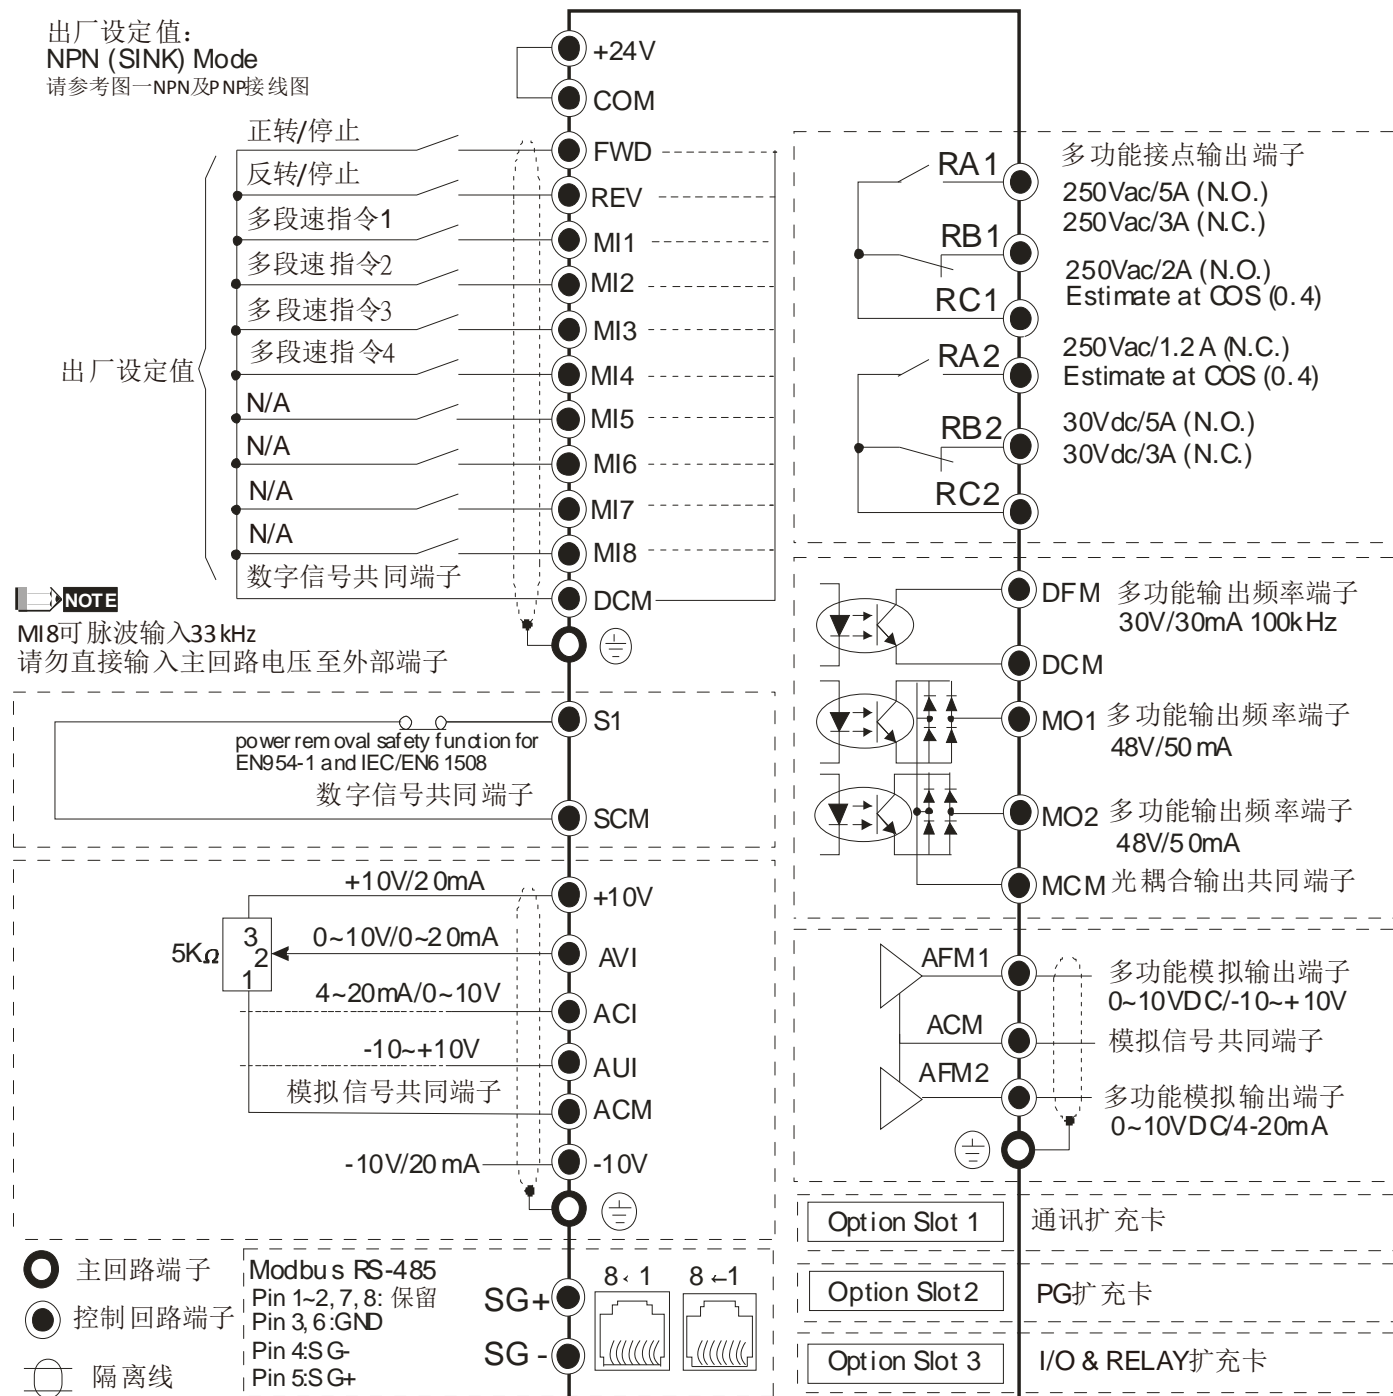 出厂设定值：
NPN (SINK) Mode
请参考图一NPN及PNP接线图
+24V
COM
正转/停止
FWD
反转/停止
REV
多段速指令1
MI1
多段速指令2
MI2
多段速指令3
MI3
多段速指令4
MI4
出厂设定值
N/A
MI5
N/A
MI6
N/A
MI7
N/A
MI8
数字信号共同端子
DCM
NOTE
MI8可脉波输入33kHz
请勿直接输入主回路电压至外部端子
S1
power removal safety function for
EN954-1 and IEC/EN61508
数字信号共同端子
SCM
+10V/20mA
+10V
5KΩ
3
2
1
0~10V/0~20mA
AVI
4~20mA/0~10V
ACI
-10~+10V
AUI
模拟信号共同端子
ACM
-10V/20mA
-10V
主回路端子
控制回路端子
隔离线
Modbus RS-485
Pin 1~2, 7, 8: 保留
Pin 3, 6:GND
Pin 4:SG-
Pin 5:SG+
SG+
SG -
8‹1
8←1
RA1
多功能接点输出端子
250Vac/5A (N.O.)
250Vac/3A (N.C.)
RB1
250Vac/2A (N.O.)
Estimate at COS (0.4)
RC1
250Vac/1.2A (N.C.)
Estimate at COS (0.4)
RA2
30Vdc/5A (N.O.)
30Vdc/3A (N.C.)
RB2
RC2
DFM
多功能输出频率端子
30V/30mA 100kHz
DCM
MO1
多功能输出频率端子
48V/50mA
MO2
多功能输出频率端子
48V/50mA
MCM
光耦合输出共同端子
AFM1
多功能模拟输出端子
0~10VDC/-10~+10V
ACM
模拟信号共同端子
AFM2
多功能模拟输出端子
0~10VDC/4-20mA
Option Slot 1
通讯扩充卡
Option Slot 2
PG扩充卡
Option Slot 3
I/O & RELAY扩充卡